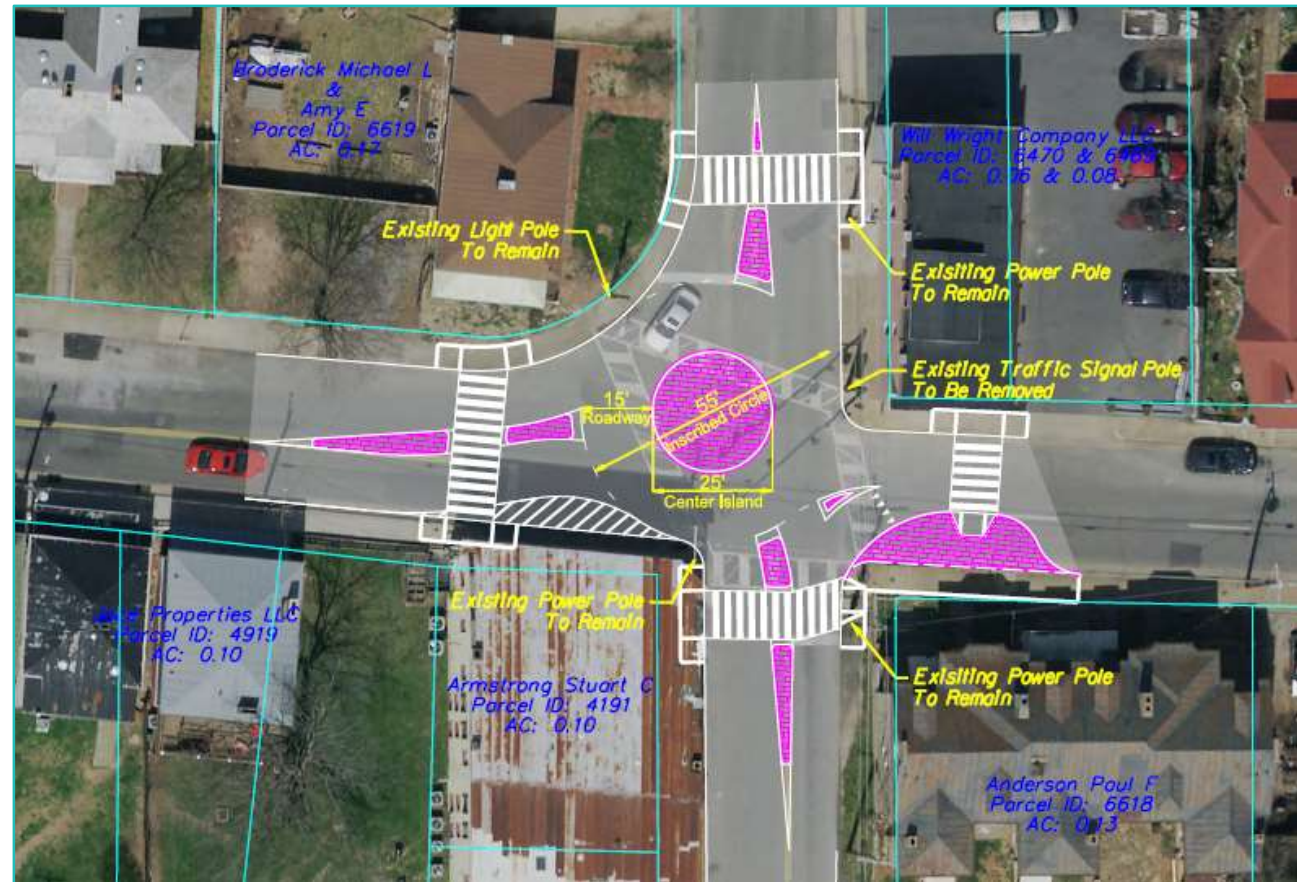 Broderick Michael L
&
Amy E
Parcel ID: 6619
AC: 0.17
Will Wright Company LLC
Parcel ID: 6470 & 6469
AC: 0.06 & 0.08
Existing Light Pole
To Remain
Exisiting Power Pole
To Remain
Existing Traffic Signal Pole
To Be Removed
15'
Roadway
55'
Inscribed Circle
25'
Center Island
Properties LLC
Parcel ID: 4919
AC: 0.10
Existing Power Pole
To Remain
Armstrong Stuart C
Parcel ID: 4191
AC: 0.10
Exisiting Power Pole
To Remain
Anderson Paul F
Parcel ID: 6618
AC: 0.13